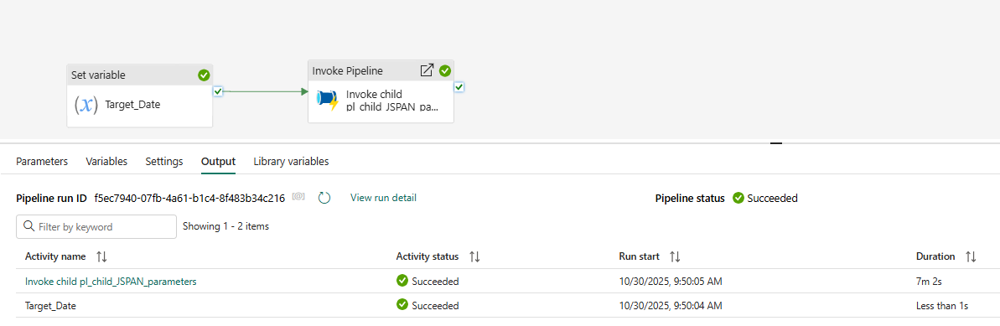 Set variable
(x) Target_Date
Invoke Pipeline
Invoke child
pl_child_JSPAN_pa...
Parameters Variables Settings Output Library variables
Pipeline run ID f5ec7940-07fb-4a61-b1c4-8f483b34c216 [@] View run detail Pipeline status Succeeded
Filter by keyword Showing 1 - 2 items
Activity name Activity status Run start Duration
Invoke child pl_child_JSPAN_parameters Succeeded 10/30/2025, 9:50:05 AM 7m 2s
Target_Date Succeeded 10/30/2025, 9:50:04 AM Less than 1s